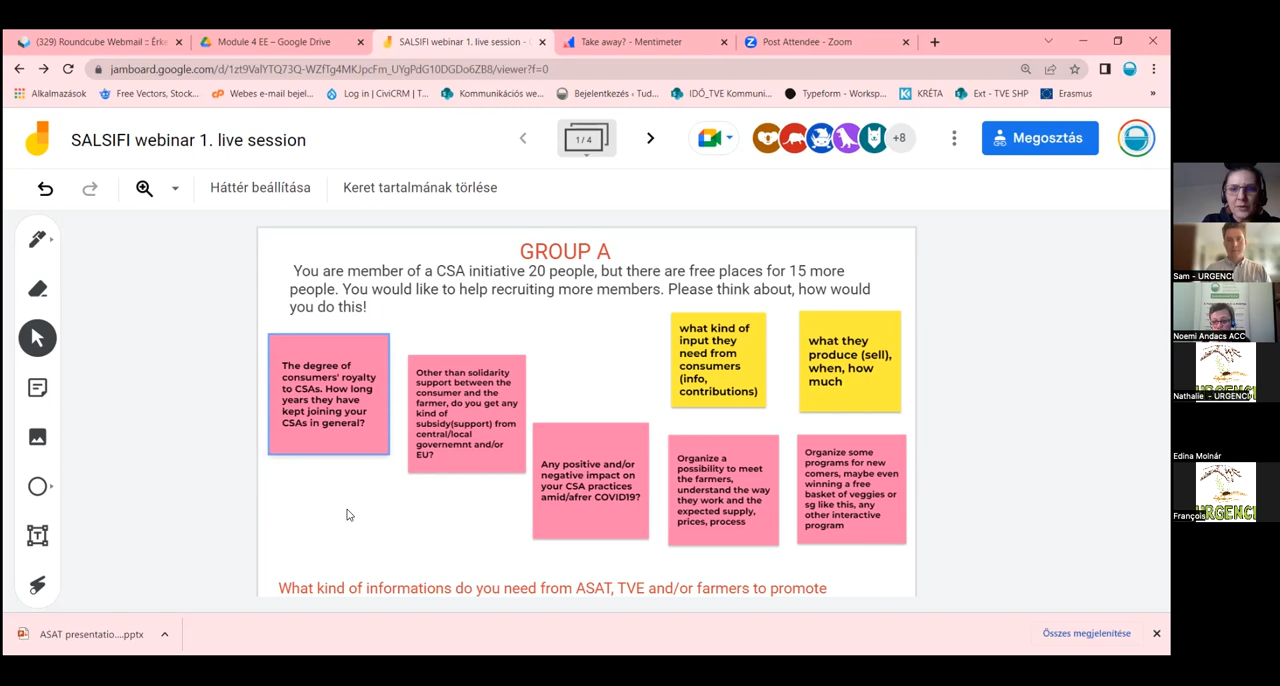 (329) Roundcube Webmail :: Érke
Module 4 EE – Google Drive
SALSIFI webinar 1. live session -
Take away? - Mentimeter
Post Attendee - Zoom
jamboard.google.com/d/1zt9ValYTQ73Q-WZfTg4MKJpcFm_UYgPdG10DGDo6ZB8/viewer?f=0
Alkalmazások
Free Vectors, Stock...
Webes e-mail bejel...
Log in | CiviCRM | T...
Kommunikációs we...
Bejelentkezés ‹ Tud...
IDŐ_TVE Kommuni...
Typeform - Worksp...
KRÉTA
Ext - TVE SHP
Erasmus
»
SALSIFI webinar 1. live session
1 / 4
+8
Megosztás
Háttér beállítása
Keret tartalmának törlése
GROUP A
You are member of a CSA initiative 20 people, but there are free places for 15 more
people. You would like to help recruiting more members. Please think about, how would
you do this!
The degree of
consumers' royalty
to CSAs. How long
years they have
kept joining your
CSAs in general?
Other than solidarity
support between the
consumer and the
farmer, do you get any
kind of
subsidy(support) from
central/local
governemnt and/or
EU?
Any positive and/or
negative impact on
your CSA practices
amid/afrer COVID19?
what kind of
input they
need from
consumers
(info,
contributions)
what they
produce (sell),
when, how
much
Organize a
possibility to meet
the farmers,
understand the way
they work and the
expected supply,
prices, process
Organize some
programs for new
comers, maybe even
winning a free
basket of veggies or
sg like this, any
other interactive
program
What kind of informations do you need from ASAT, TVE and/or farmers to promote
ASAT presentatio....pptx
Összes megjelenítése
Sam - URGENCI
Noemi Andacs ACC
URGENCI
Nathalie - URGENCI
Edina Molnár
URGENCI
François